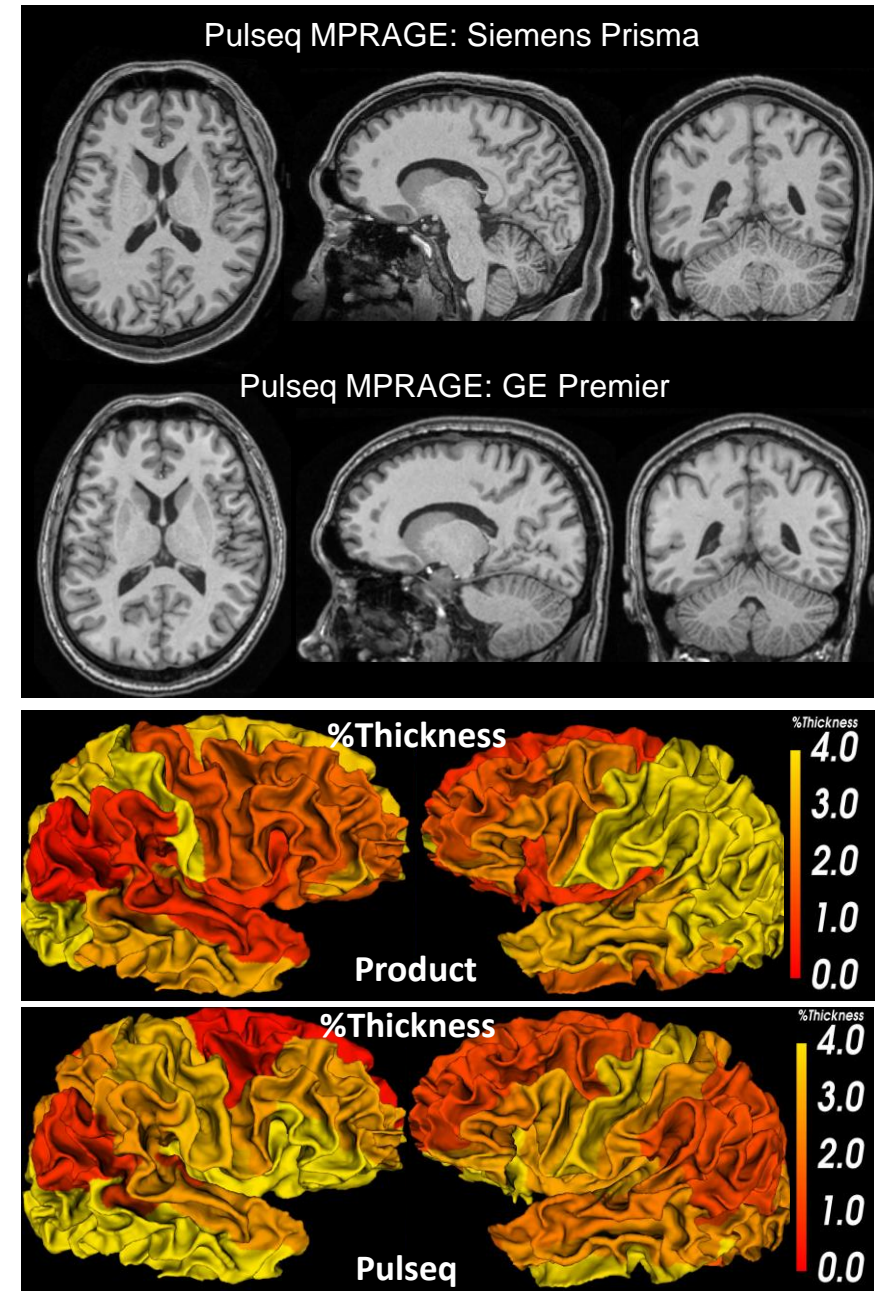 Pulseq MPRAGE: Siemens Prisma
Pulseq MPRAGE: GE Premier
%Thickness
%Thickness
4.0
3.0
2.0
1.0
0.0
Product
%Thickness
%Thickness
4.0
3.0
2.0
1.0
0.0
Pulseq